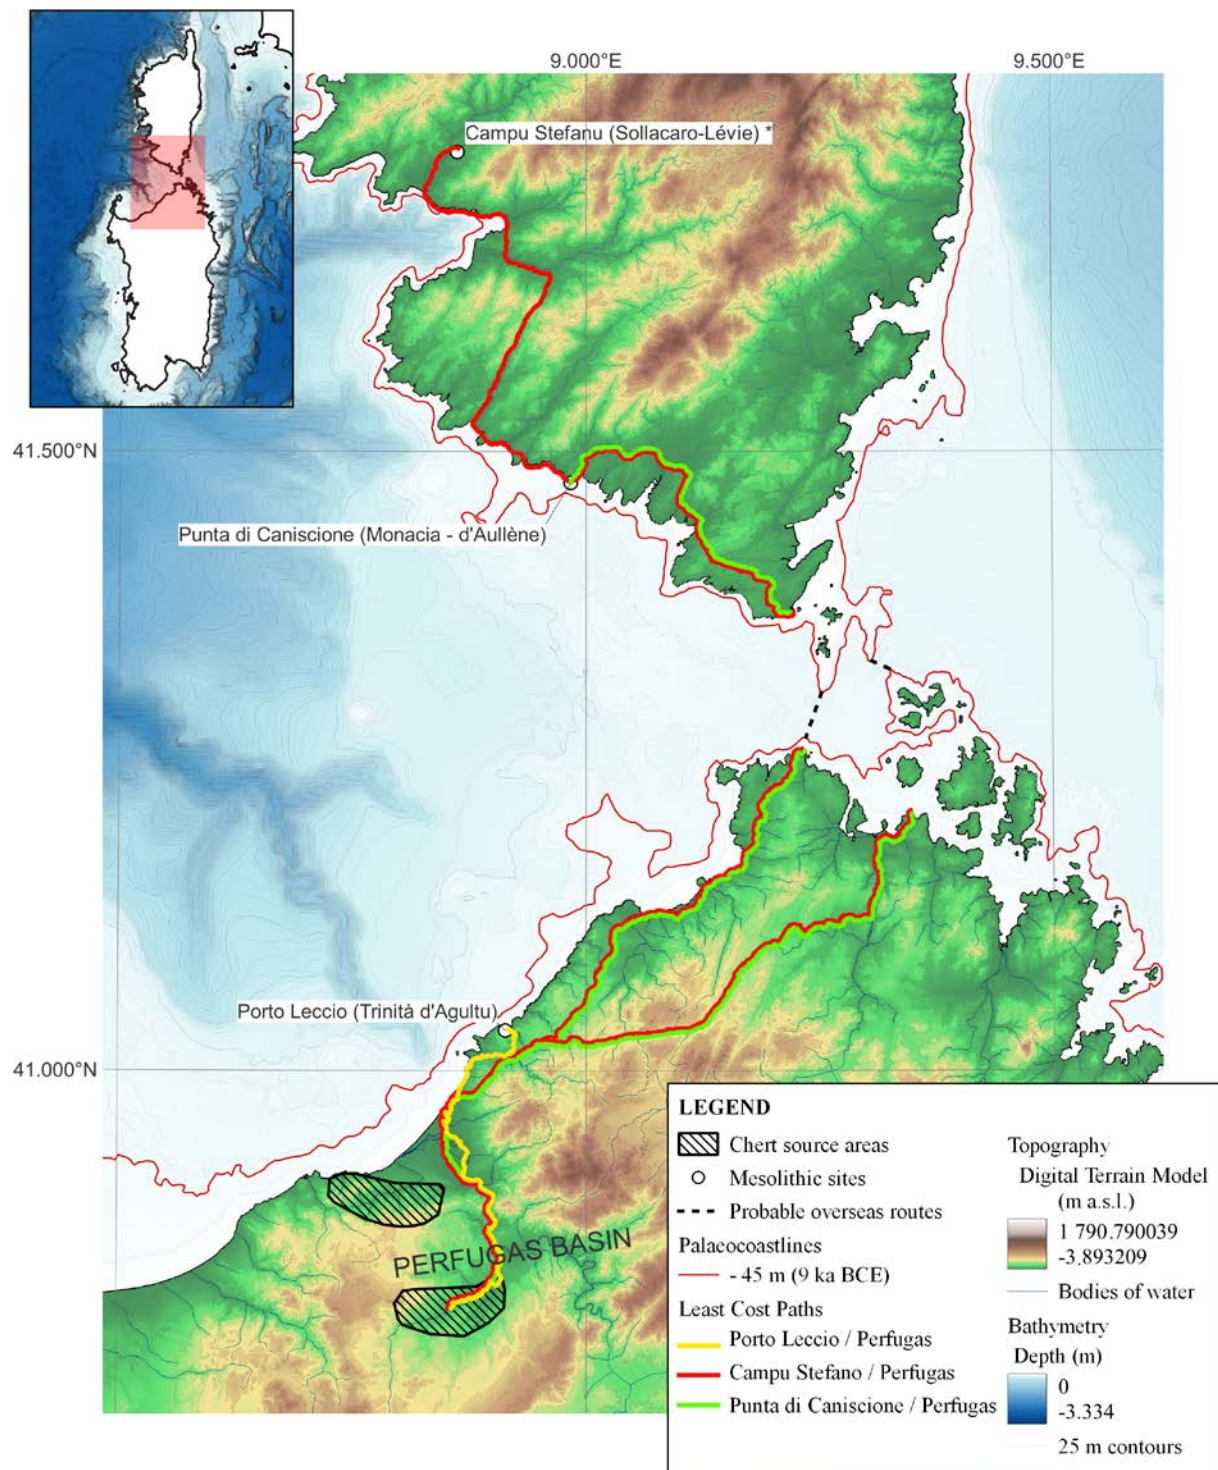 9.000°E
9.500°E
Campu Stefanu (Sollacaro-Lévie) *
41.500°N
Punta di Caniscione (Monacia - d'Aullène)
Porto Leccio (Trinità d'Agultu)
41.000°N
PERFUGAS BASIN
LEGEND
Chert source areas
Mesolithic sites
Probable overseas routes
Palaeocoastlines
- 45 m (9 ka BCE)
Least Cost Paths
Porto Leccio / Perfugas
Campu Stefano / Perfugas
Punta di Caniscione / Perfugas
Topography
Digital Terrain Model
(m a.s.l.)
1 790.790039
-3.893209
Bodies of water
Bathymetry
Depth (m)
0
-3.334
25 m contours